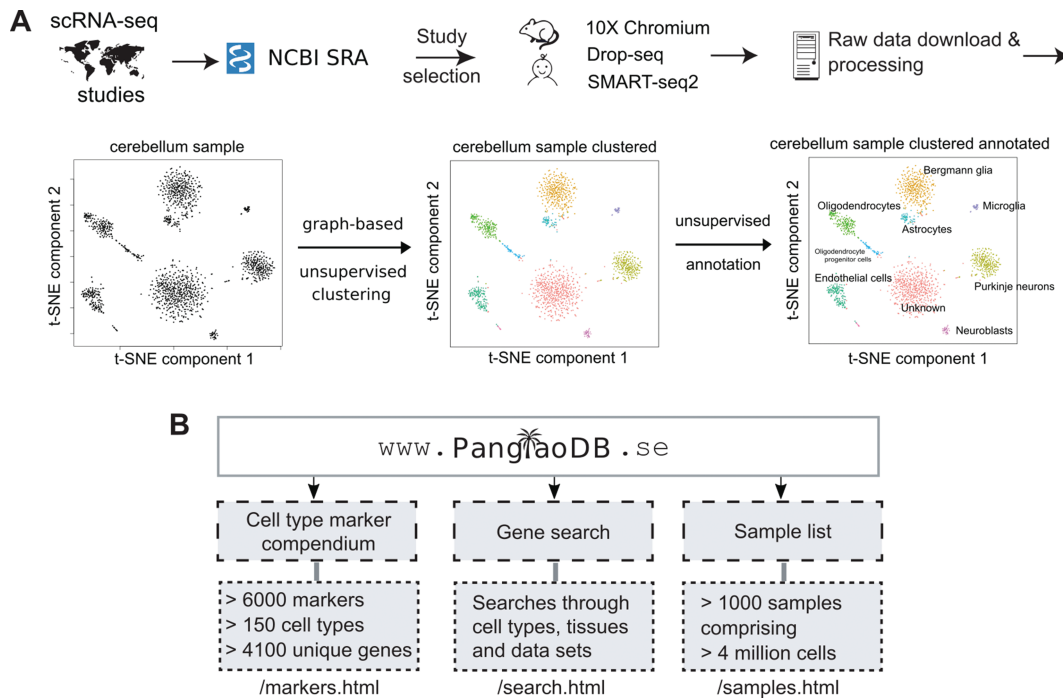 A
scRNA-seq
studies
NCBI SRA
Study
selection
10X Chromium
Drop-seq
SMART-seq2
Raw data download &
processing
cerebellum sample
t-SNE component 2
t-SNE component 1
graph-based
unsupervised
clustering
cerebellum sample clustered
t-SNE component 2
t-SNE component 1
unsupervised
annotation
cerebellum sample clustered annotated
t-SNE component 2
Bergmann glia
Oligodendrocytes
Microglia
Astrocytes
Oligodendrocyte
progenitor cells
Endothelial cells
Purkinje neurons
Unknown
Neuroblasts
t-SNE component 1
B
www.PanglaoDB.se
Cell type marker
compendium
> 6000 markers
> 150 cell types
> 4100 unique genes
/markers.html
Gene search
Searches through
cell types, tissues
and data sets
/search.html
Sample list
> 1000 samples
comprising
> 4 million cells
/samples.html